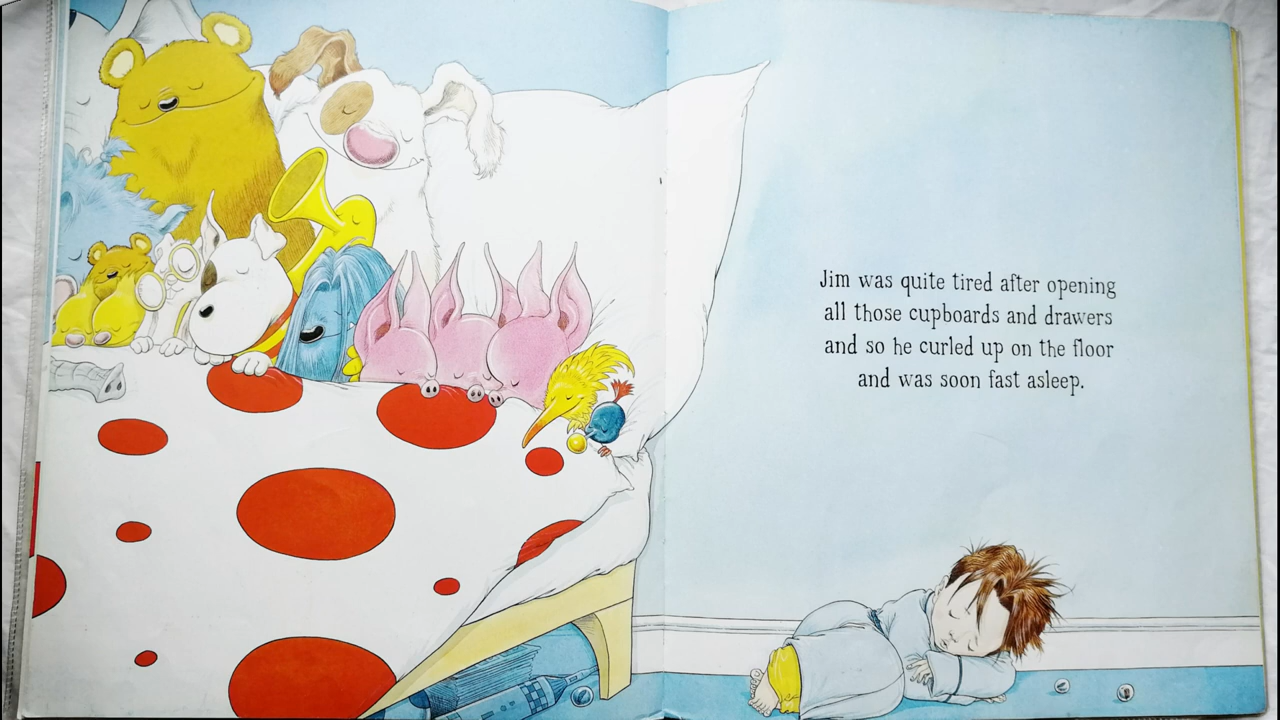 Jim was quite tired after opening
all those cupboards and drawers
and so he curled up on the floor
and was soon fast asleep.